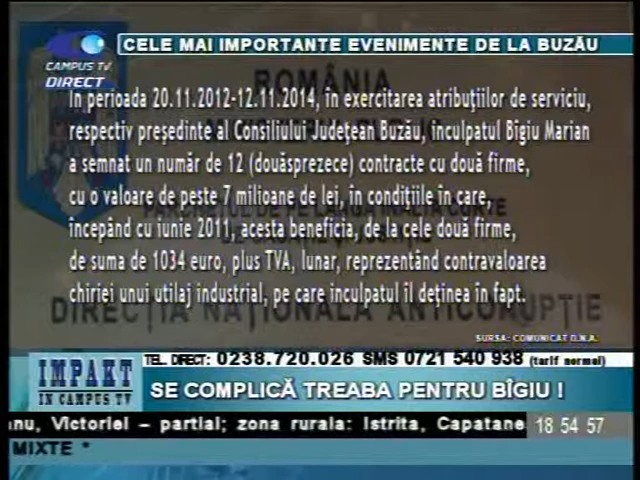 CELE MAI IMPORTANTE EVENIMENTE DE LA BUZĂU
CAMPUS TV
DIRECT
ROMÂNIA
În perioada 20.11.2012-12.11.2014, în exercitarea atribuțiilor de serviciu,
respectiv președinte al Consiliului Județean Buzău, inculpatul Bîgiu Marian
a semnat un număr de 12 (douăsprezece) contracte cu două firme,
cu o valoare de peste 7 milioane de lei, în condițiile în care,
începând cu iunie 2011, acesta beneficia, de la cele două firme,
de suma de 1034 euro, plus TVA, lunar, reprezentând contravaloarea
chiriei unui utilaj industrial, pe care inculpatul îl deținea în fapt.
DIRECȚIA NAȚIONALĂ ANTICORUPȚIE
SURSA: COMUNICAT D.N.A.
IMPAKT
IN CAMPUS TV
TEL. DIRECT: 0238.720.026 SMS 0721 540 938 (tarif normal)
SE COMPLICĂ TREABA PENTRU BÎGIU !
anu, Victoriei – partial; zona rurala: Istrita, Capatane
18 54 57
MIXTE *